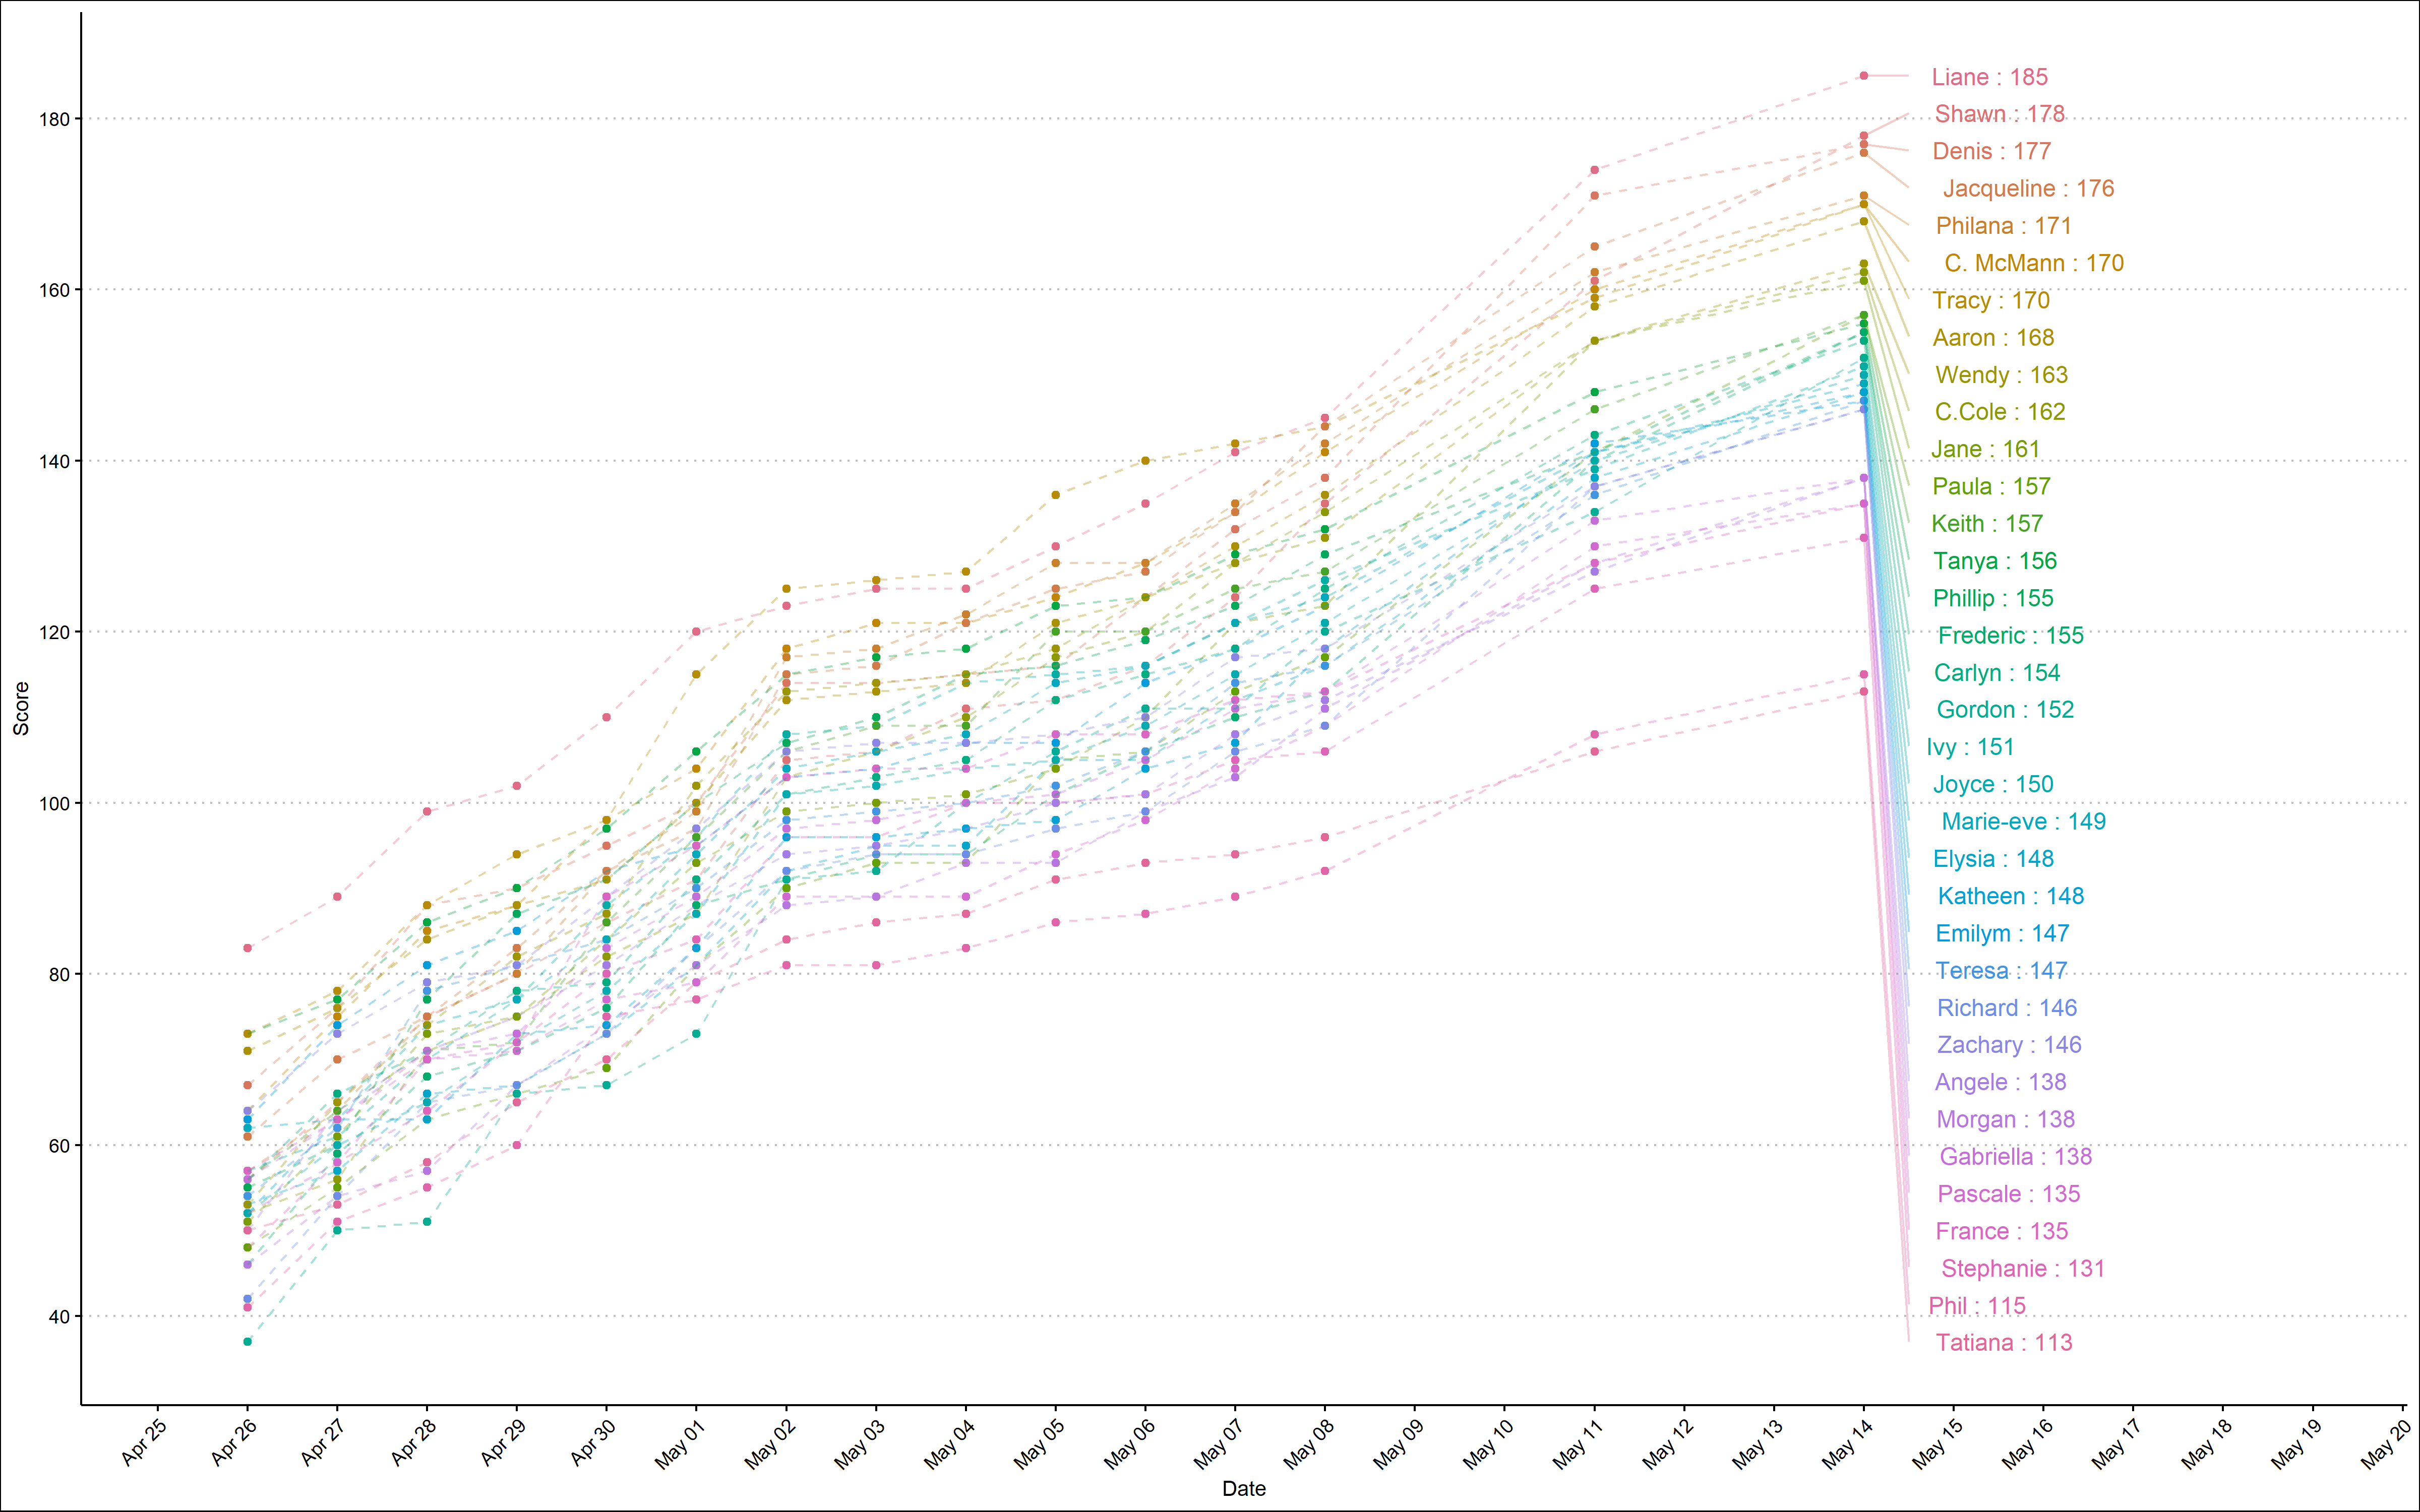 Liane : 185
Shawn : 178
Denis : 177
Jacqueline : 176
Philana : 171
C. McMann : 170
Tracy : 170
Aaron : 168
Wendy : 163
C.Cole : 162
Jane : 161
Paula : 157
Keith : 157
Tanya : 156
Phillip : 155
Frederic : 155
Carlyn : 154
Gordon : 152
Ivy : 151
Joyce : 150
Marie-eve : 149
Elysia : 148
Katheen : 148
Emilym : 147
Teresa : 147
Richard : 146
Zachary : 146
Angele : 138
Morgan : 138
Gabriella : 138
Pascale : 135
France : 135
Stephanie : 131
Phil : 115
Tatiana : 113
Score
180
160
140
120
100
80
60
40
Apr 25
Apr 26
Apr 27
Apr 28
Apr 29
Apr 30
May 01
May 02
May 03
May 04
May 05
May 06
May 07
May 08
May 09
May 10
May 11
May 12
May 13
May 14
May 15
May 16
May 17
May 18
May 19
May 20
Date